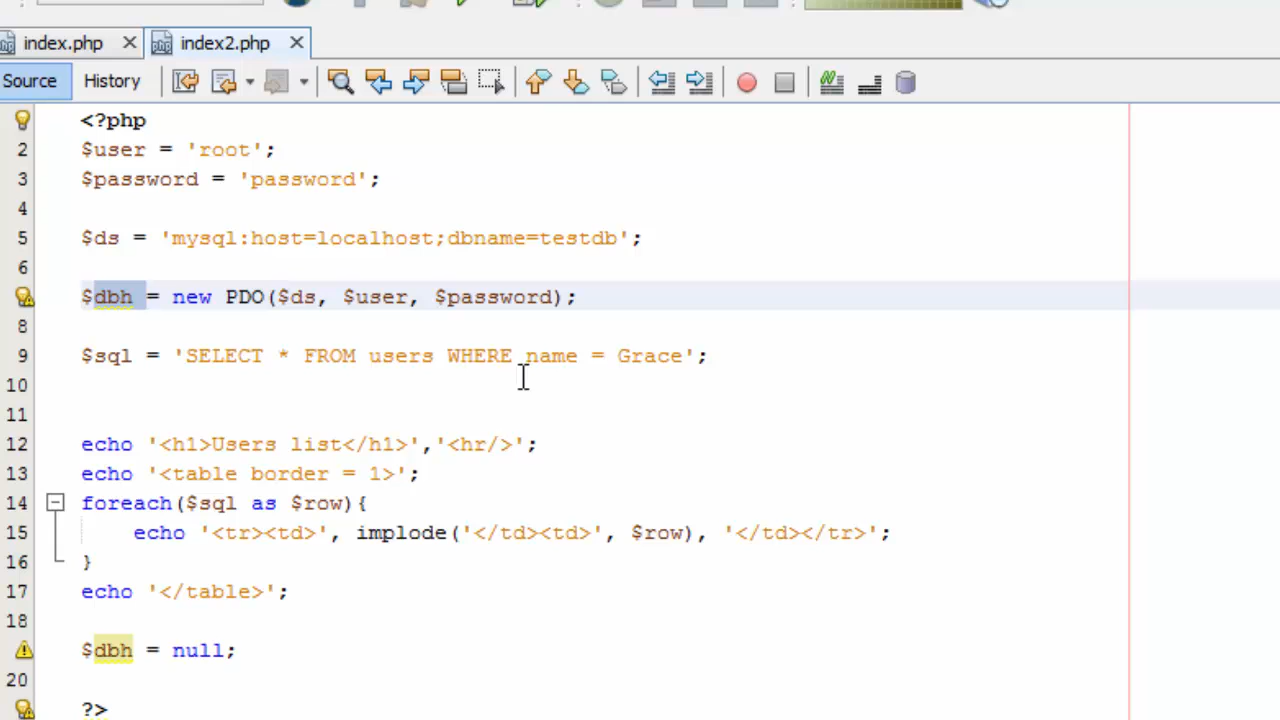 index.php
index2.php
Source
History
<?php
2 $user = 'root';
3 $password = 'password';
4
5 $ds = 'mysql:host=localhost;dbname=testdb';
6
$dbh = new PDO($ds, $user, $password);
8
9 $sql = 'SELECT * FROM users WHERE name = Grace';
10
11
12 echo '<h1>Users list</h1>','<hr/>';
13 echo '<table border = 1>';
14 foreach($sql as $row){
15 echo '<tr><td>', implode('</td><td>', $row), '</td></tr>';
16 }
17 echo '</table>';
18
$dbh = null;
20
?>